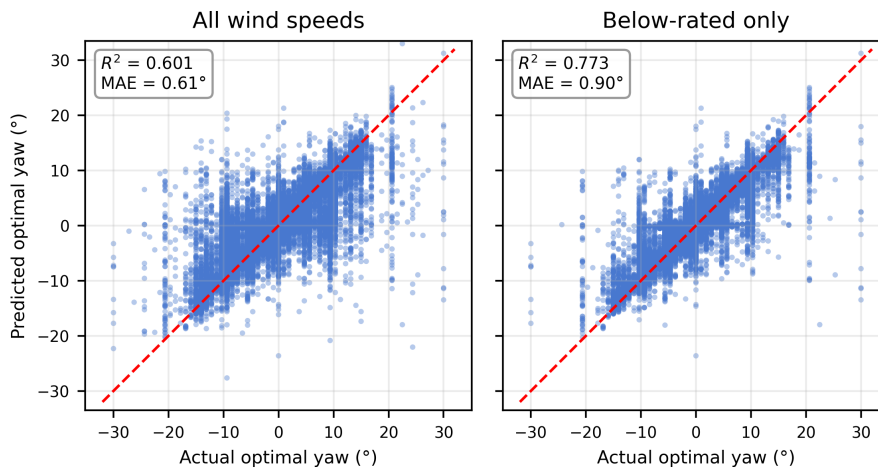 All wind speeds
R² = 0.601
MAE = 0.61°
30
20
10
0
−10
−20
−30
Predicted optimal yaw (°)
−30 −20 −10 0 10 20 30
Actual optimal yaw (°)
Below-rated only
R² = 0.773
MAE = 0.90°
−30 −20 −10 0 10 20 30
Actual optimal yaw (°)